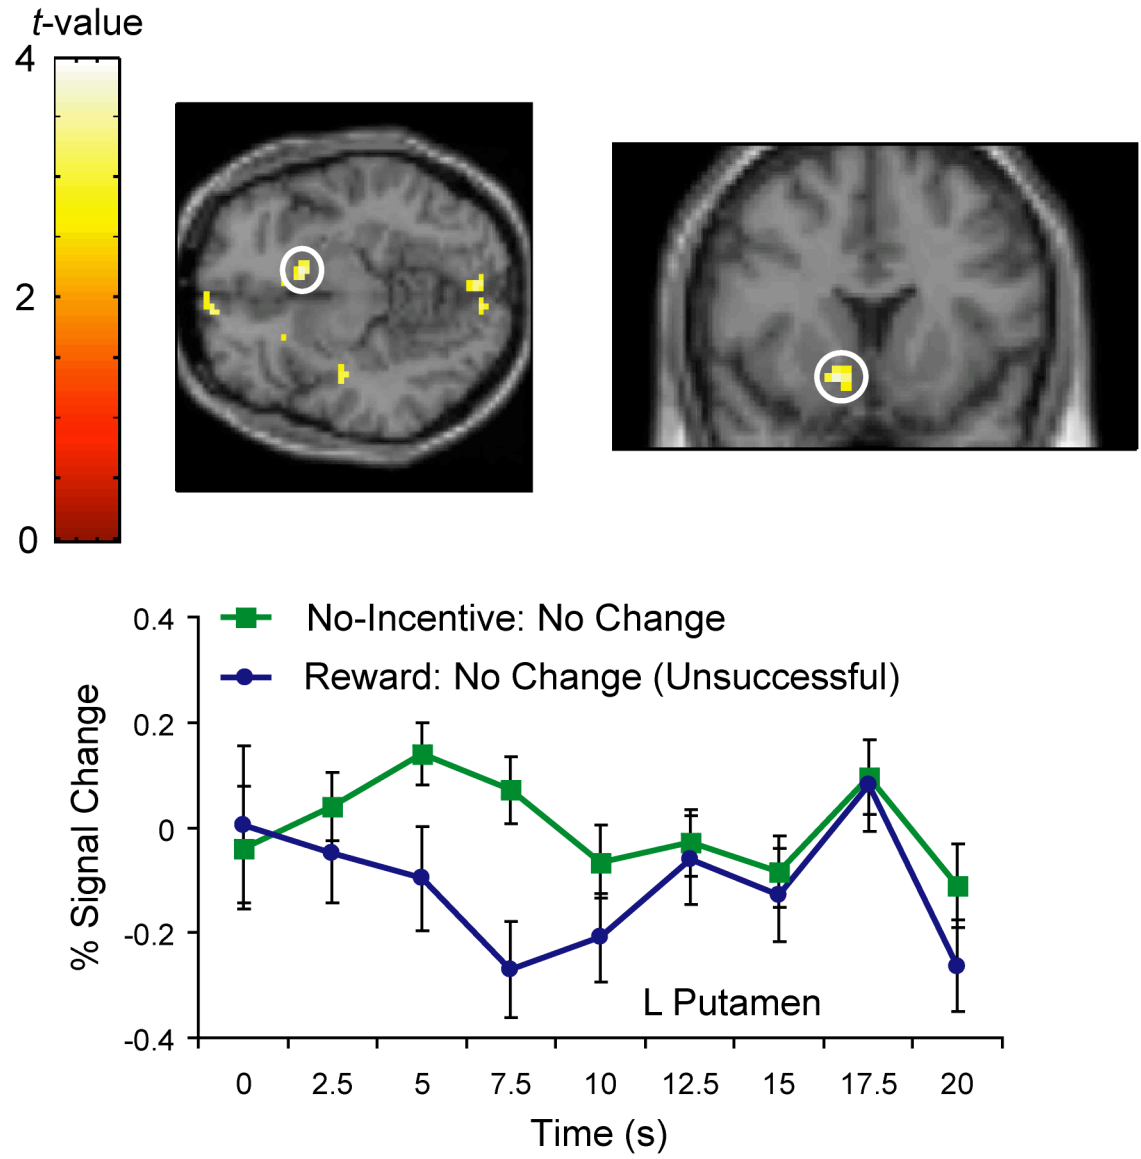 t-value
4
2
0
No-Incentive: No Change
Reward: No Change (Unsuccessful)
% Signal Change
0.4
0.2
0
-0.2
-0.4
L Putamen
0 2.5 5 7.5 10 12.5 15 17.5 20
Time (s)